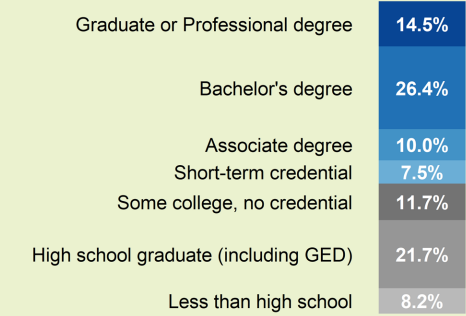 Graduate or Professional degree 14.5%
Bachelor's degree 26.4%
Associate degree 10.0%
Short-term credential 7.5%
Some college, no credential 11.7%
High school graduate (including GED) 21.7%
Less than high school 8.2%